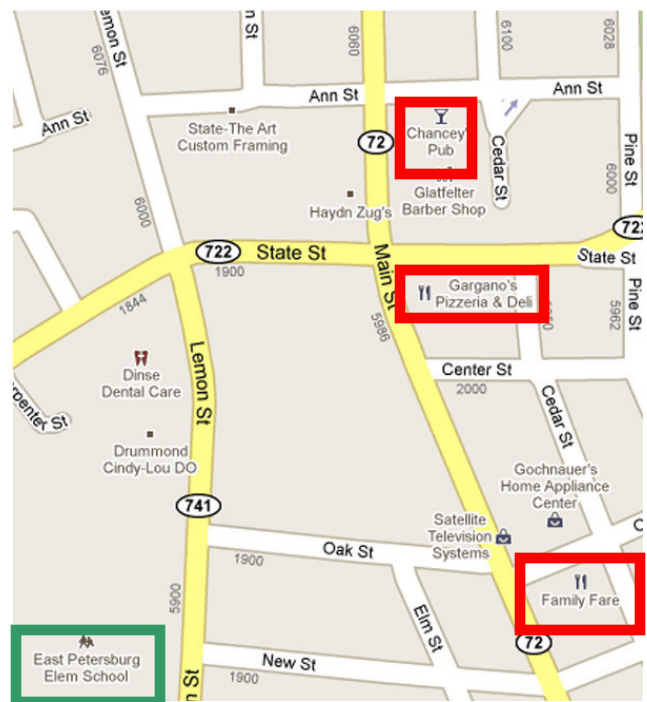 Lemon St
6076
6060
6100
6028
Ann St
Ann St
Ann St
State-The Art
Custom Framing
72
Chancey'
Pub
Cedar St
Pine St
6000
Haydn Zug's
Glatfelter
Barber Shop
6000
722
State St
1900
Main St
722
State St
Gargano's
Pizzeria & Deli
Pine St
5962
5986
1844
Lemon St
Center St
2000
Dinse
Dental Care
Cedar St
Drummond
Cindy-Lou DO
Gochnauer's
Home Appliance
Center
741
Satellite
Television
Systems
Oak St
1900
Family Fare
5900
Elm St
72
East Petersburg
Elem School
New St
1900
n St